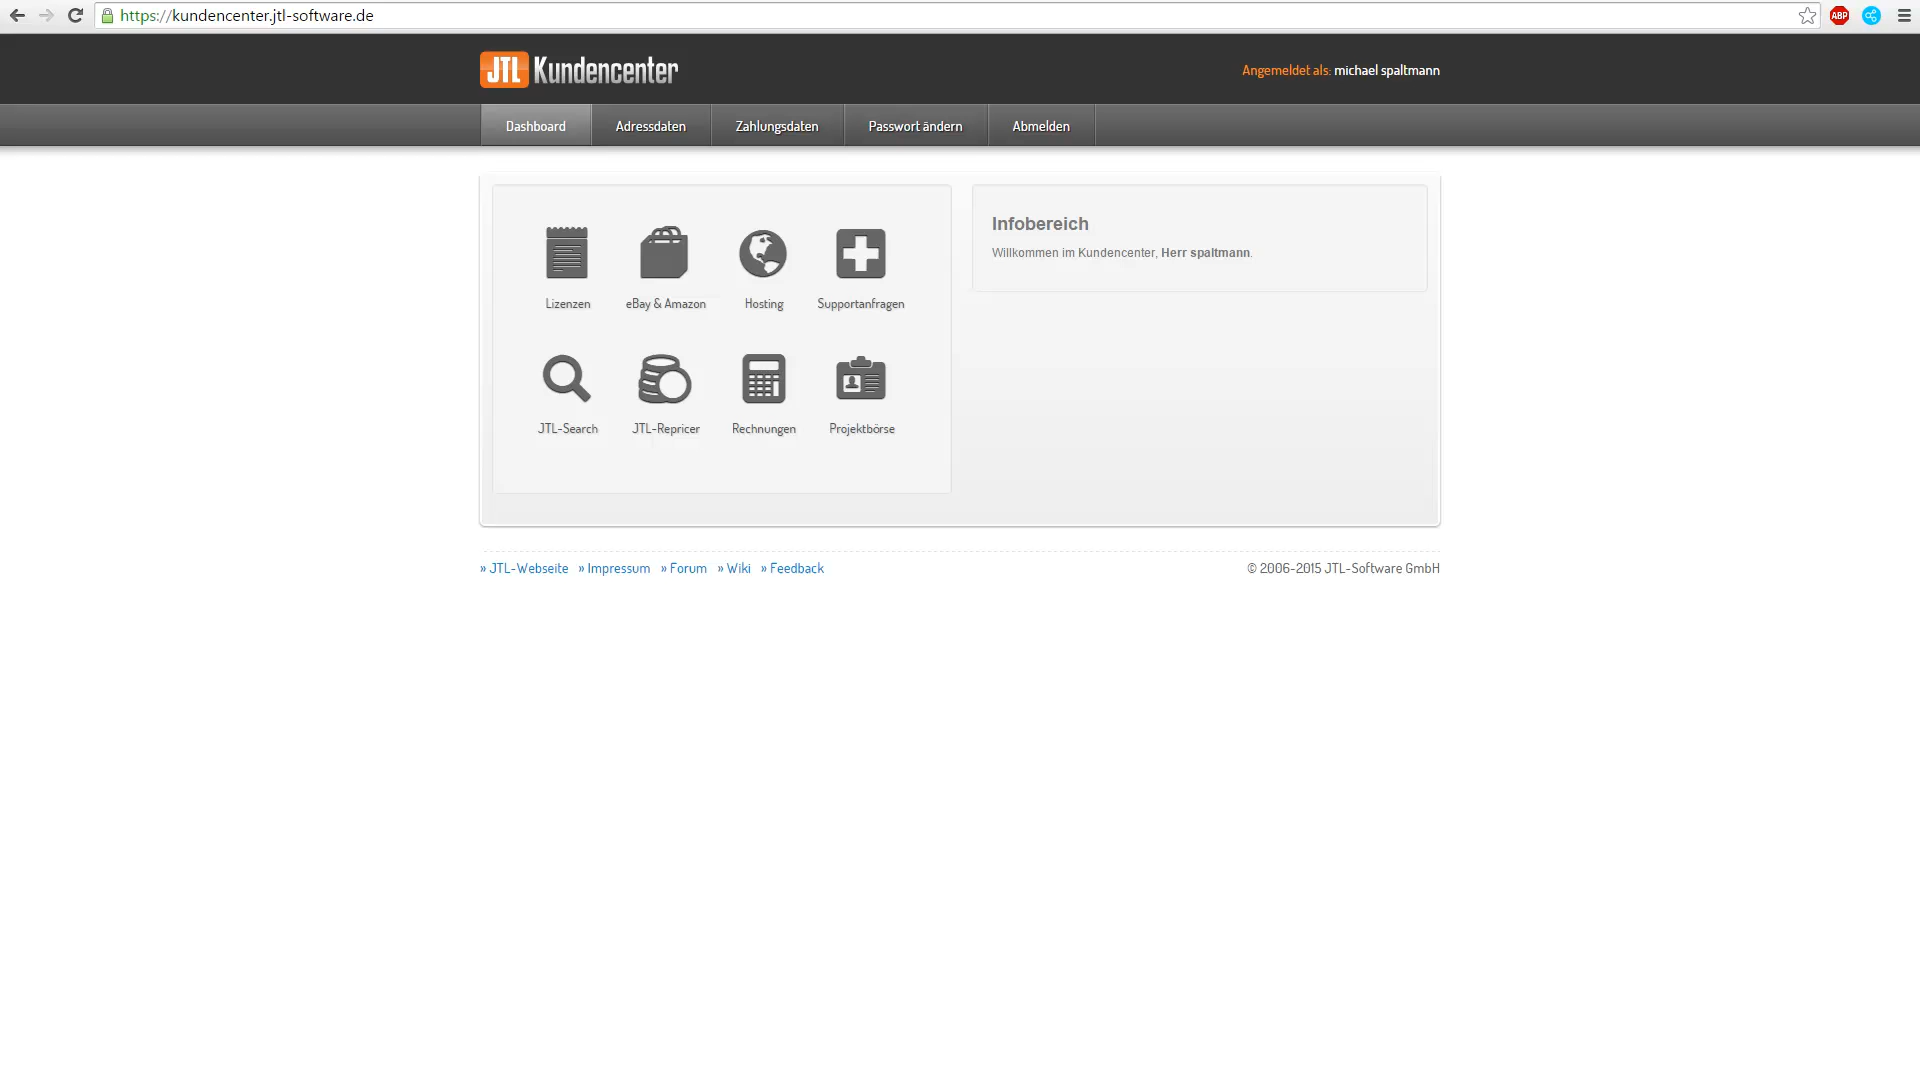 https://kundencenter.jtl-software.de
ABP
JTL Kundencenter
Angemeldet als: michael spaltmann
Dashboard Adressdaten Zahlungsdaten Passwort ändern Abmelden
Lizenzen eBay & Amazon Hosting Supportanfragen
JTL-Search JTL-Repricer Rechnungen Projektbörse
Infobereich
Willkommen im Kundencenter, Herr spaltmann.
» JTL-Webseite » Impressum » Forum » Wiki » Feedback
© 2006-2015 JTL-Software GmbH